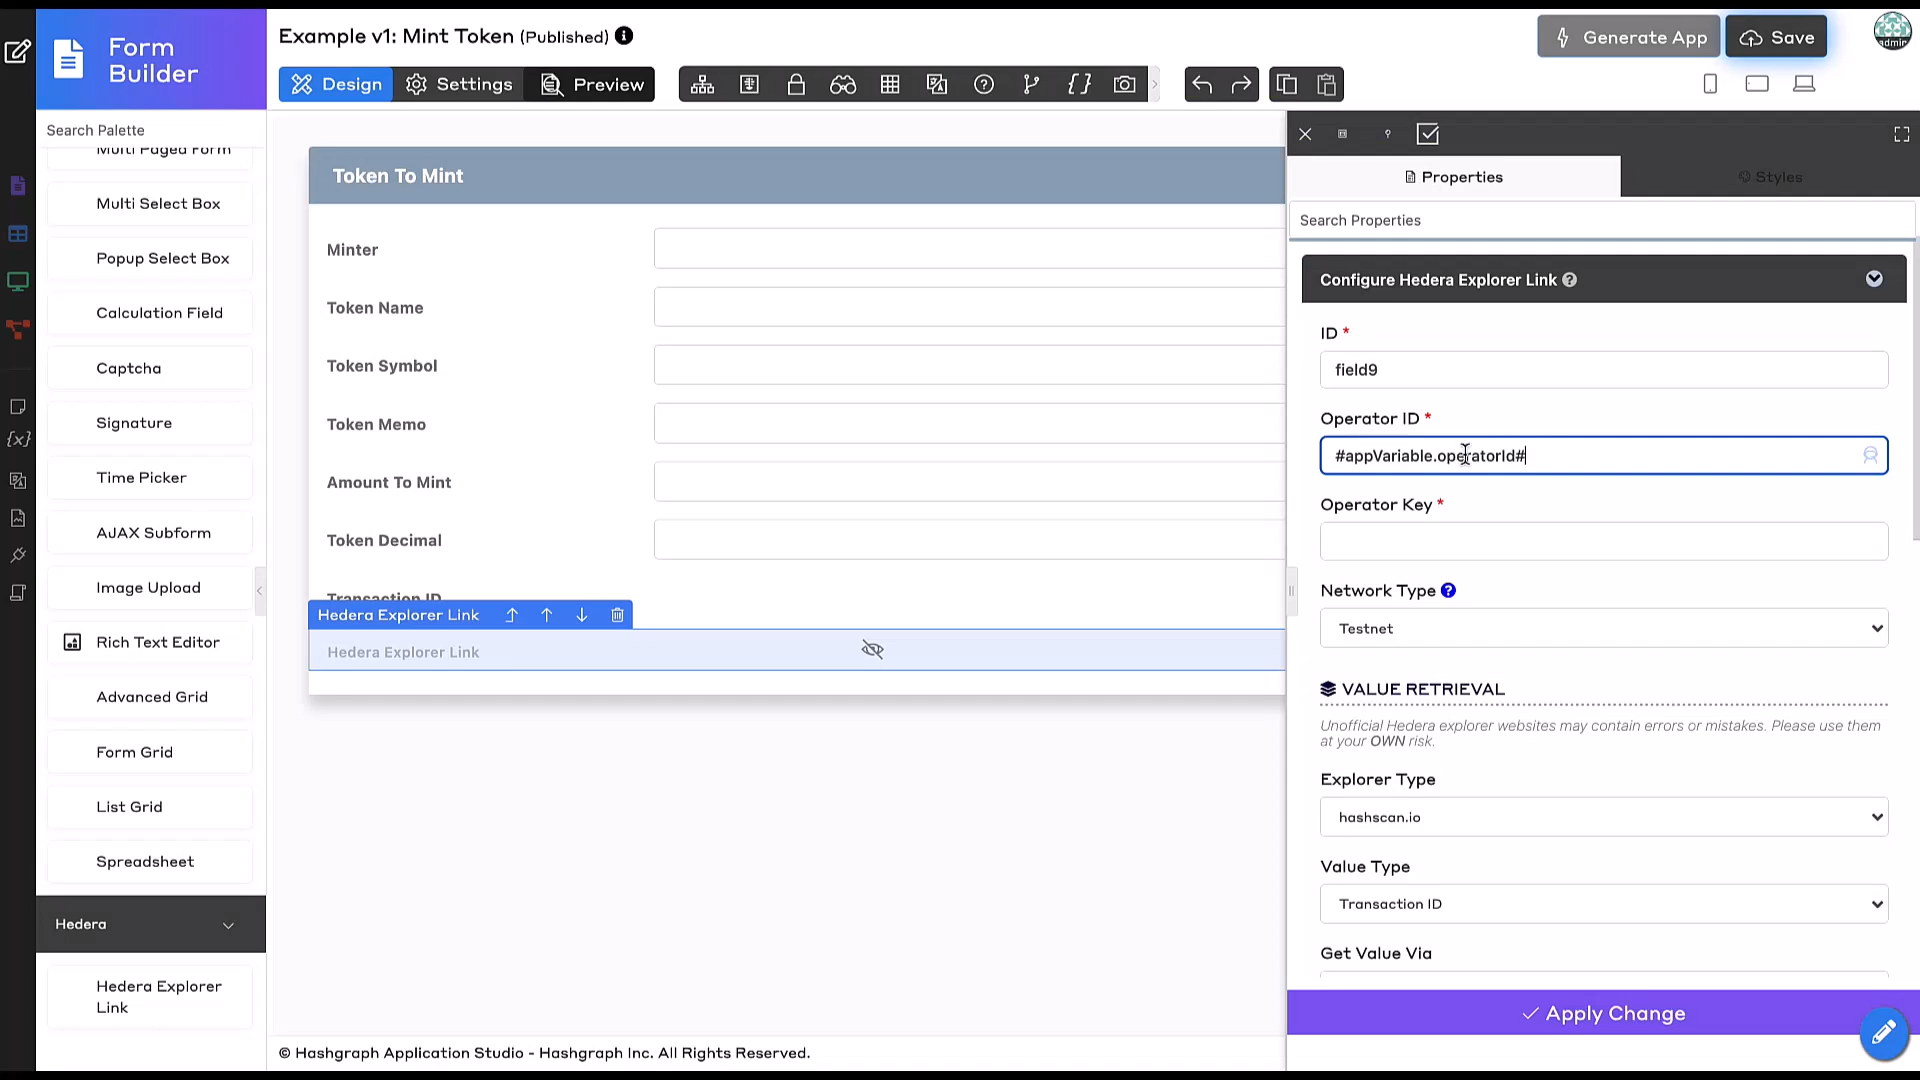 Form
Builder
Example v1: Mint Token (Published)
Generate App
Save
admin
Design
Settings
Preview
Search Palette
Multi Paged Form
Multi Select Box
Popup Select Box
Calculation Field
Captcha
Signature
Time Picker
AJAX Subform
Image Upload
Rich Text Editor
Advanced Grid
Form Grid
List Grid
Spreadsheet
Hedera
Hedera Explorer
Link
Token To Mint
Minter
Token Name
Token Symbol
Token Memo
Amount To Mint
Token Decimal
Transaction ID
Hedera Explorer Link
Hedera Explorer Link
© Hashgraph Application Studio - Hashgraph Inc. All Rights Reserved.
Properties
Styles
Search Properties
Configure Hedera Explorer Link
ID *
field9
Operator ID *
#appVariable.operatorId#
Operator Key *
Network Type
Testnet
VALUE RETRIEVAL
Unofficial Hedera explorer websites may contain errors or mistakes. Please use them
at your OWN risk.
Explorer Type
hashscan.io
Value Type
Transaction ID
Get Value Via
Apply Change